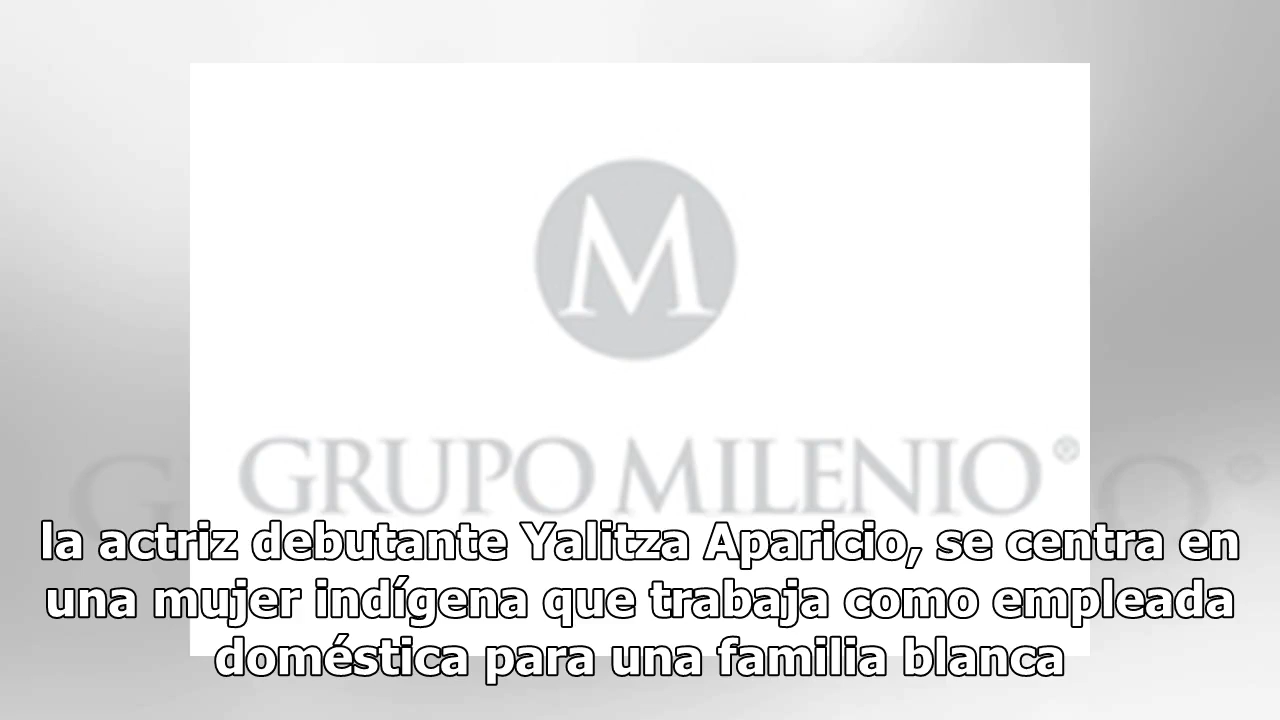 M
GRUPO MILENIO®
la actriz debutante Yalitza Aparicio, se centra en
una mujer indígena que trabaja como empleada
doméstica para una familia blanca